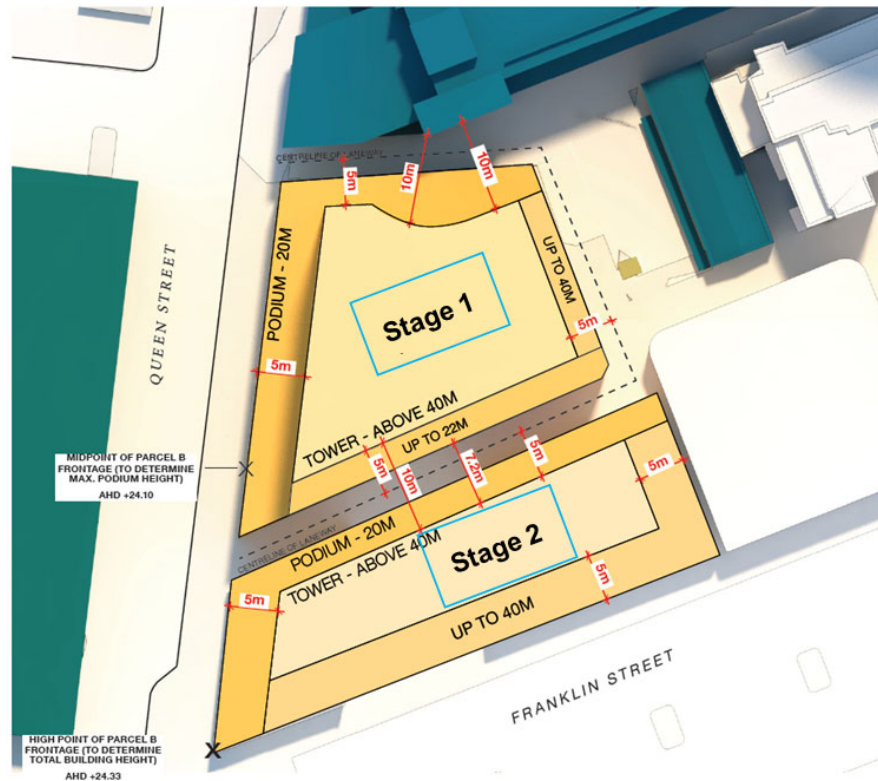 CENTRELINE OF LANEWAY
5m
10m
10m
PODIUM - 20M
UP TO 40M
QUEEN STREET
Stage 1
5m
5m
TOWER - ABOVE 40M
UP TO 22M
MIDPOINT OF PARCEL B
FRONTAGE (TO DETERMINE
MAX. PODIUM HEIGHT)
AHD +24.10
5m
10m
7.2m
5m
5m
CENTRELINE OF LANEWAY
PODIUM - 20M
Stage 2
TOWER - ABOVE 40M
5m
5m
UP TO 40M
FRANKLIN STREET
HIGH POINT OF PARCEL B
FRONTAGE (TO DETERMINE
TOTAL BUILDING HEIGHT)
AHD +24.33
X